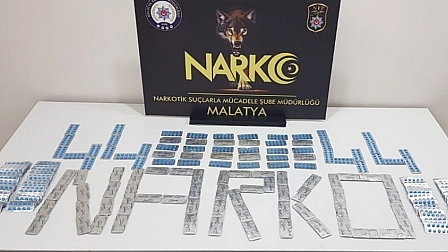 NARKO
NARKOTİK SUÇLARLA MÜCADELE ŞUBE MÜDÜRLÜĞÜ
MALATYA
44 44
NARKO